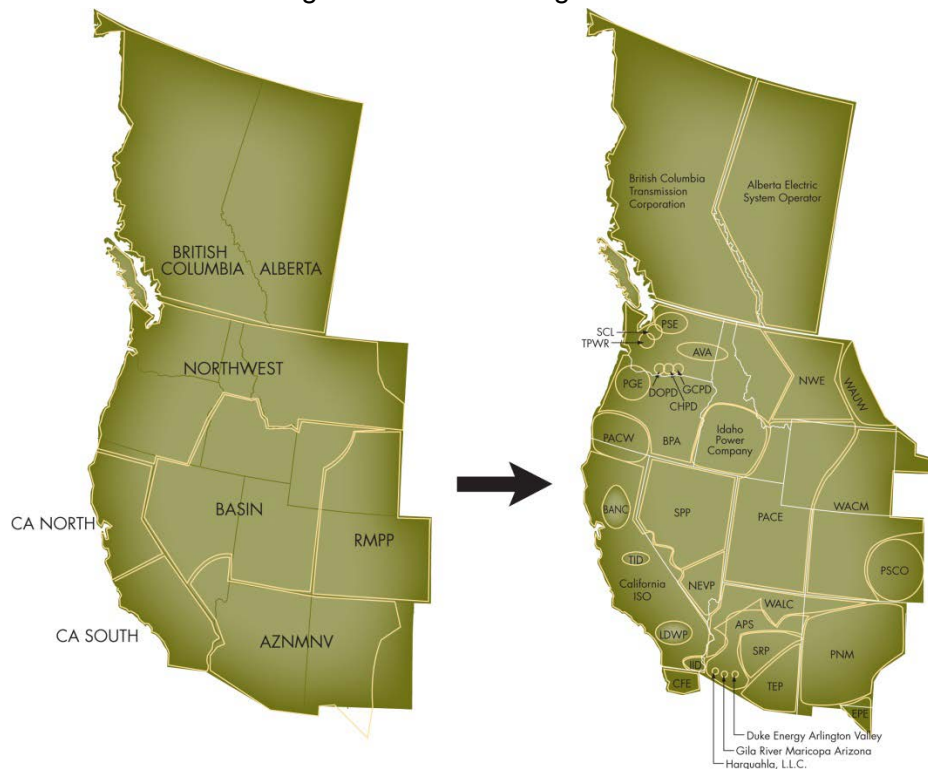 BRITISH
COLUMBIA
ALBERTA
NORTHWEST
BASIN
CA NORTH
RMPP
CA SOUTH
AZNMNV
British Columbia
Transmission
Corporation
Alberta Electric
System Operator
PSE
SCL
TPWR
AVA
NWE
WAUW
PGE
DOPD
GCPD
CHPD
PACW
BPA
Idaho
Power
Company
BANC
SPP
PACE
WACM
TID
PSCO
California
ISO
NEVP
WALC
LDWP
APS
SRP
PNM
IID
CFE
TEP
EPE
Duke Energy Arlington Valley
Gila River Maricopa Arizona
Harquahla, L.L.C.